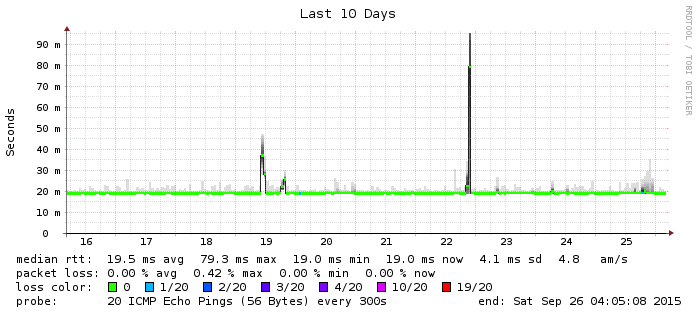 Last 10 Days
RRDTOOL / TOBI OETIKER
Seconds
90 m
80 m
70 m
60 m
50 m
40 m
30 m
20 m
10 m
0
16 17 18 19 20 21 22 23 24 25
median rtt: 19.5 ms avg 79.3 ms max 19.0 ms min 19.0 ms now 4.1 ms sd 4.8 am/s
packet loss: 0.00 % avg 0.42 % max 0.00 % min 0.00 % now
loss color: 0 1/20 2/20 3/20 4/20 10/20 19/20
probe: 20 ICMP Echo Pings (56 Bytes) every 300s end: Sat Sep 26 04:05:08 2015